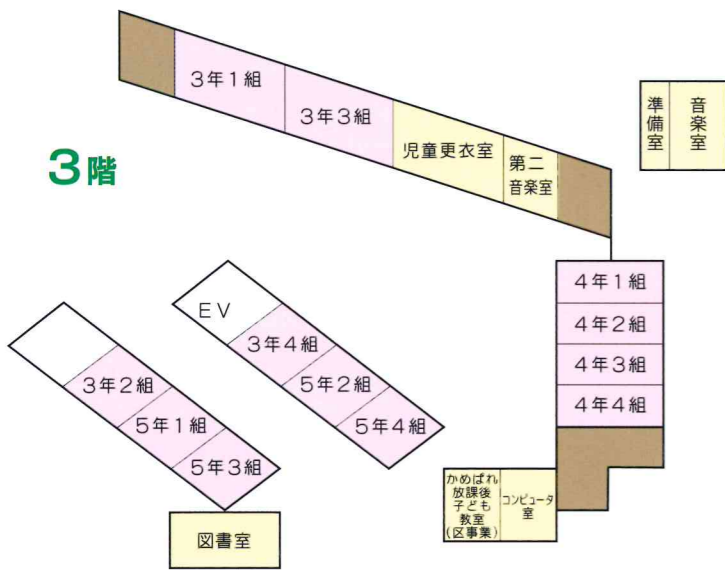 3階
3年1組
3年3組
児童更衣室
第二
音楽室
準備室
音楽室
4年1組
4年2組
4年3組
4年4組
EV
3年4組
5年2組
5年4組
3年2組
5年1組
5年3組
図書室
かめぱれ
放課後
子ども
教室
(区事業)
コンピュータ
室